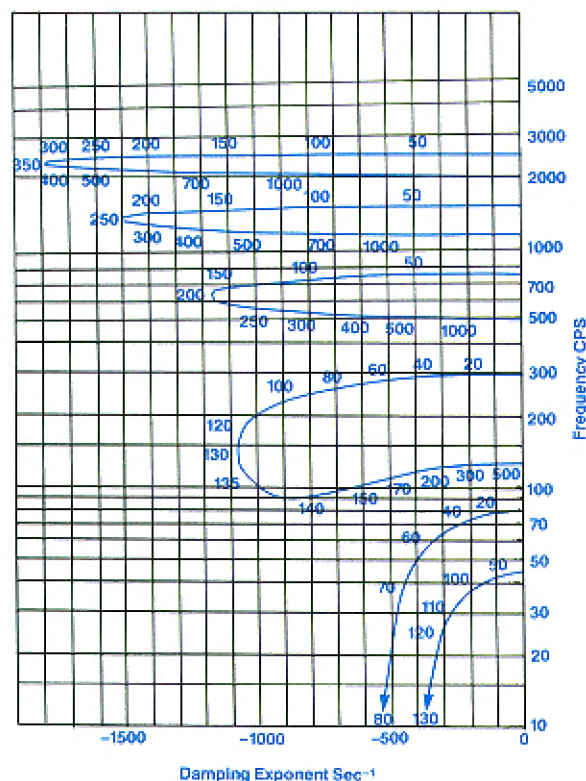 5000
300 250 200 150 100 50 3000
350
400 500 700 1000 2000
200 150 100 50
250
300 400 500 700 1000 1000
150 100 50
200 700
250 300 400 500 1000 500
100 80 60 40 20 300
120 200
130
135 200 300 500
140 150 70 100
40 20
60 70
50 50
70 100
110 30
120
20
80 130 10
-1500 -1000 -500 0
Frequency CPS
Damping Exponent Sec⁻¹